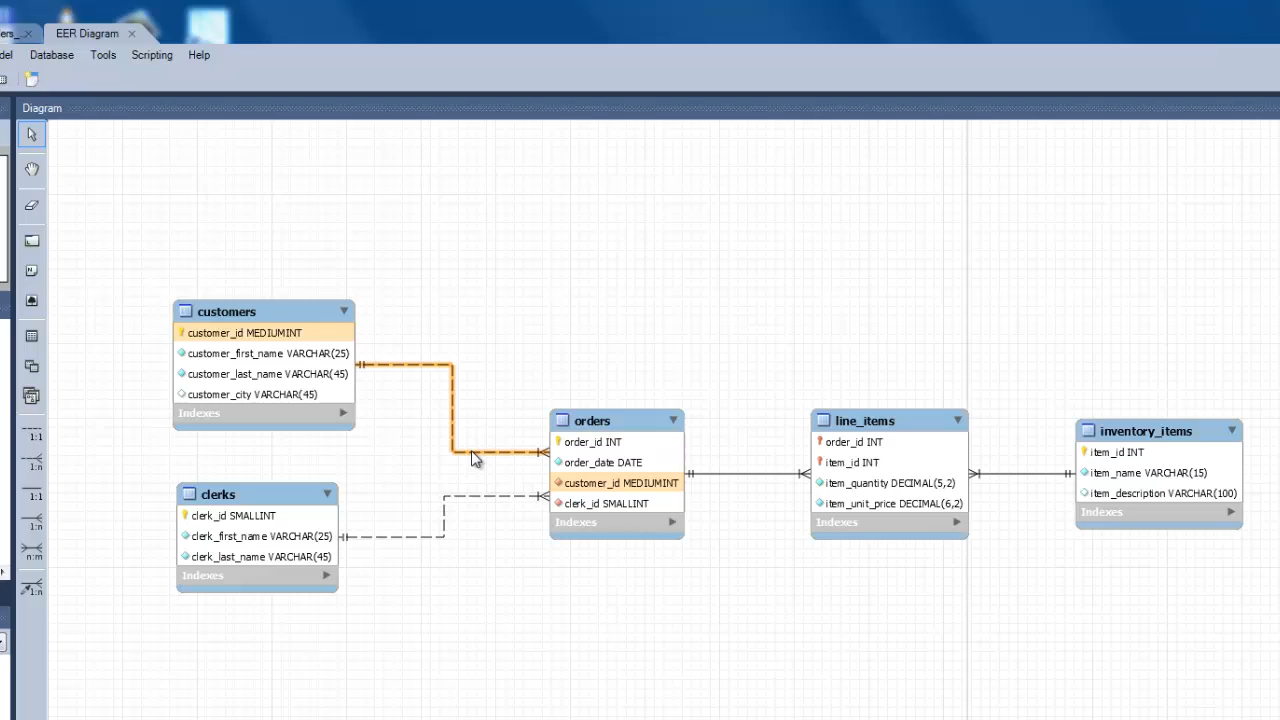 ers_...
EER Diagram
del Database Tools Scripting Help
Diagram
customers
customer_id MEDIUMINT
customer_first_name VARCHAR(25)
customer_last_name VARCHAR(45)
customer_city VARCHAR(45)
Indexes
clerks
clerk_id SMALLINT
clerk_first_name VARCHAR(25)
clerk_last_name VARCHAR(45)
Indexes
orders
order_id INT
order_date DATE
customer_id MEDIUMINT
clerk_id SMALLINT
Indexes
line_items
order_id INT
item_id INT
item_quantity DECIMAL(5,2)
item_unit_price DECIMAL(6,2)
Indexes
inventory_items
item_id INT
item_name VARCHAR(15)
item_description VARCHAR(100)
Indexes
1:1
1:n
1:1
1:n
n:m
1:n